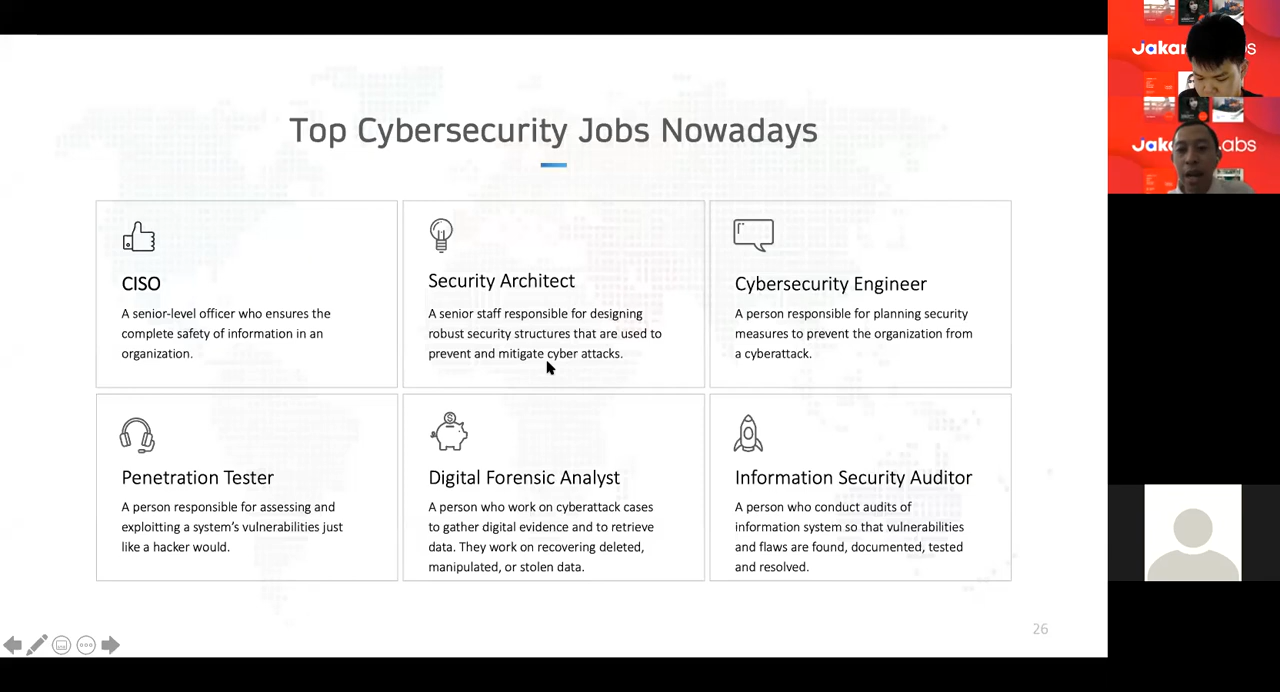 Top Cybersecurity Jobs Nowadays
CISO
A senior-level officer who ensures the
complete safety of information in an
organization.
Security Architect
A senior staff responsible for designing
robust security structures that are used to
prevent and mitigate cyber attacks.
Cybersecurity Engineer
A person responsible for planning security
measures to prevent the organization from
a cyberattack.
Penetration Tester
A person responsible for assessing and
exploitting a system's vulnerabilities just
like a hacker would.
Digital Forensic Analyst
A person who work on cyberattack cases
to gather digital evidence and to retrieve
data. They work on recovering deleted,
manipulated, or stolen data.
Information Security Auditor
A person who conduct audits of
information system so that vulnerabilities
and flaws are found, documented, tested
and resolved.
26